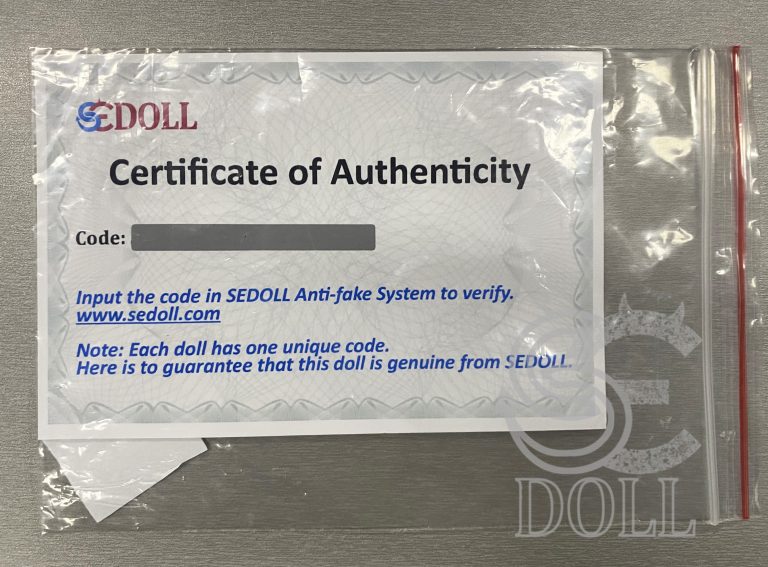 SEDOLL
Certificate of Authenticity
Code:
Input the code in SEDOLL Anti-fake System to verify.
www.sedoll.com
Note: Each doll has one unique code.
Here is to guarantee that this doll is genuine from SEDOLL.
SE
DOLL